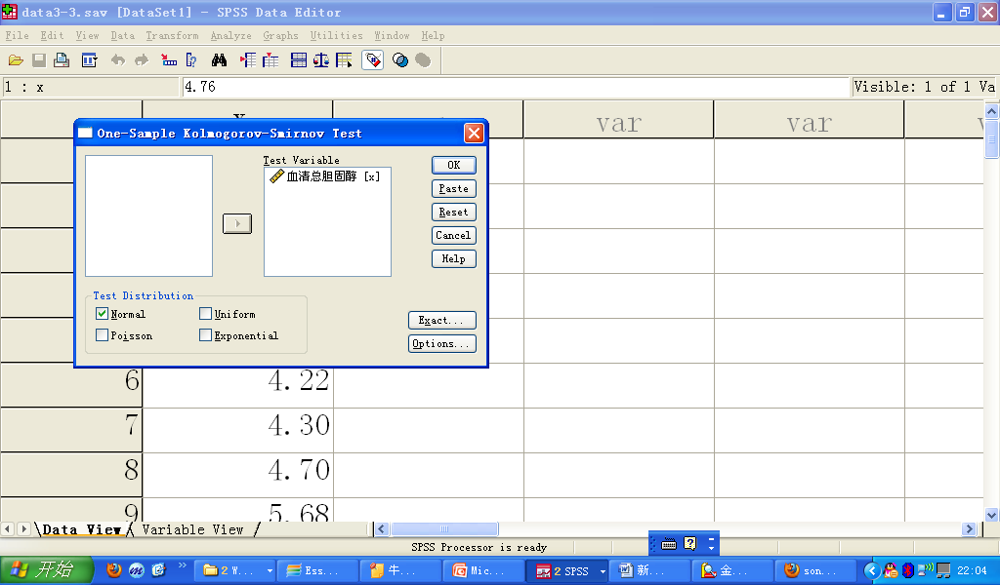 data3-3.sav [DataSet1] - SPSS Data Editor
File Edit View Data Transform Analyze Graphs Utilities Window Help
1 : x 4.76 Visible: 1 of 1 Va
var var
One-Sample Kolmogorov-Smirnov Test
Test Variable
血清总胆固醇 [x]
OK
Paste
Reset
Cancel
Help
Test Distribution
Normal Uniform
Poisson Exponential
Exact...
Options...
6 4.22
7 4.30
8 4.70
9 5.68
Data View Variable View
SPSS Processor is ready
开始 2 W... Ess... 牛... Mic... 2 SPSS 新... 金... son... 22:04